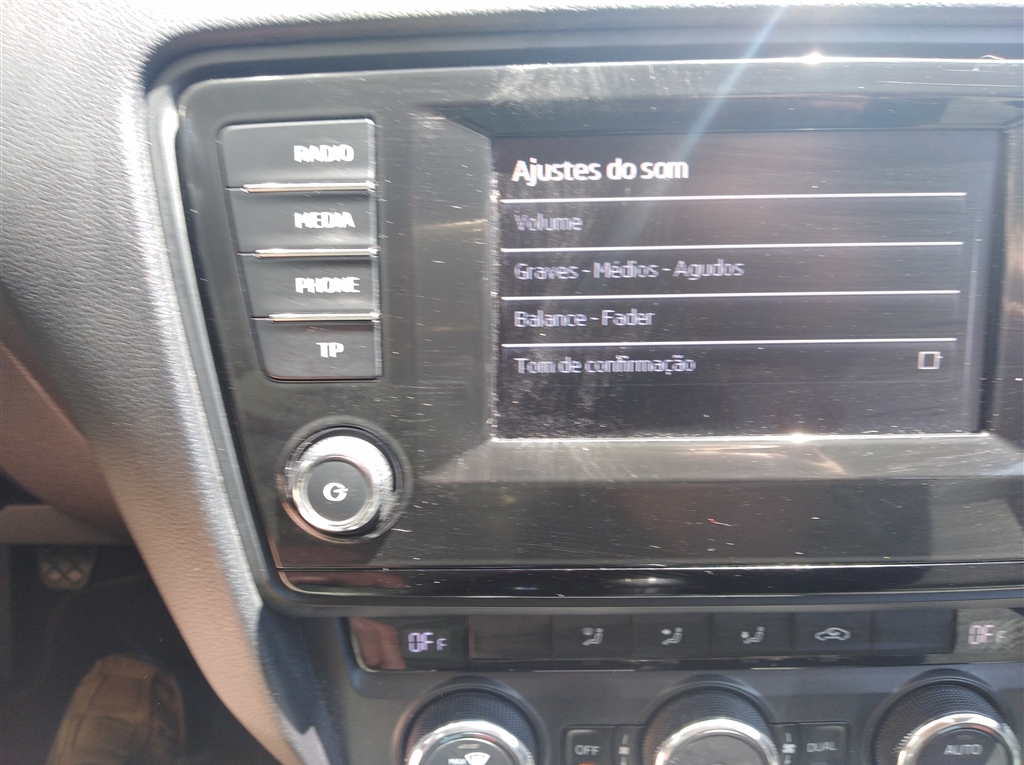 RADIO
MEDIA
PHONE
TP
Ajustes do som
Volume
Graves - Médios - Agudos
Balance - Fader
Tom de confirmação
OFF
OFF
OFF
DUAL
AUTO
MAX